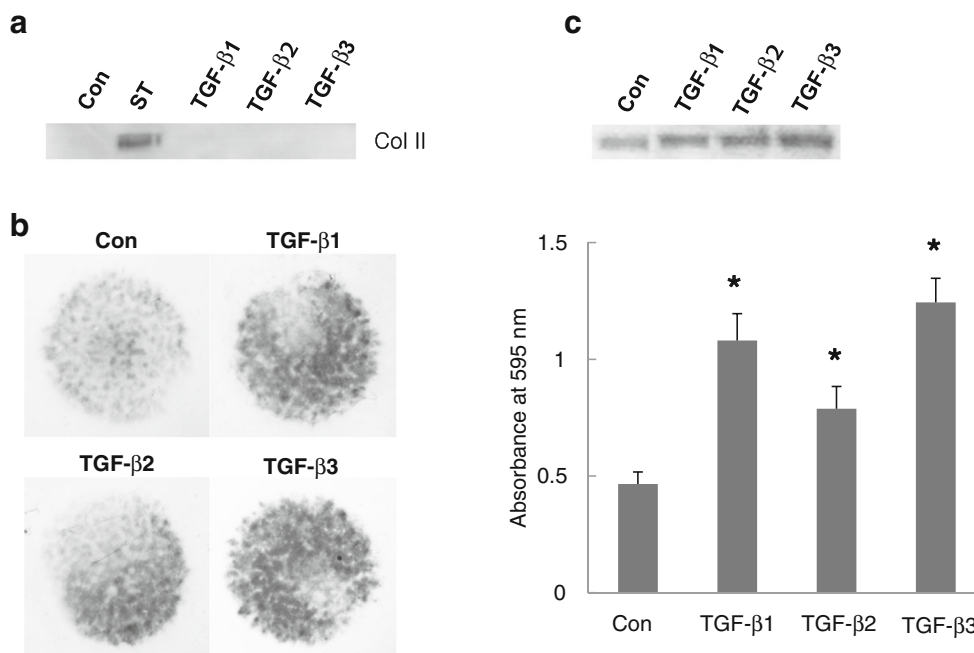 a
Con ST TGF-β1 TGF-β2 TGF-β3
Col II
b
Con TGF-β1
TGF-β2 TGF-β3
c
Con TGF-β1 TGF-β2 TGF-β3
Absorbance at 595 nm
1.5
1
0.5
0
* * * 
Con TGF-β1 TGF-β2 TGF-β3